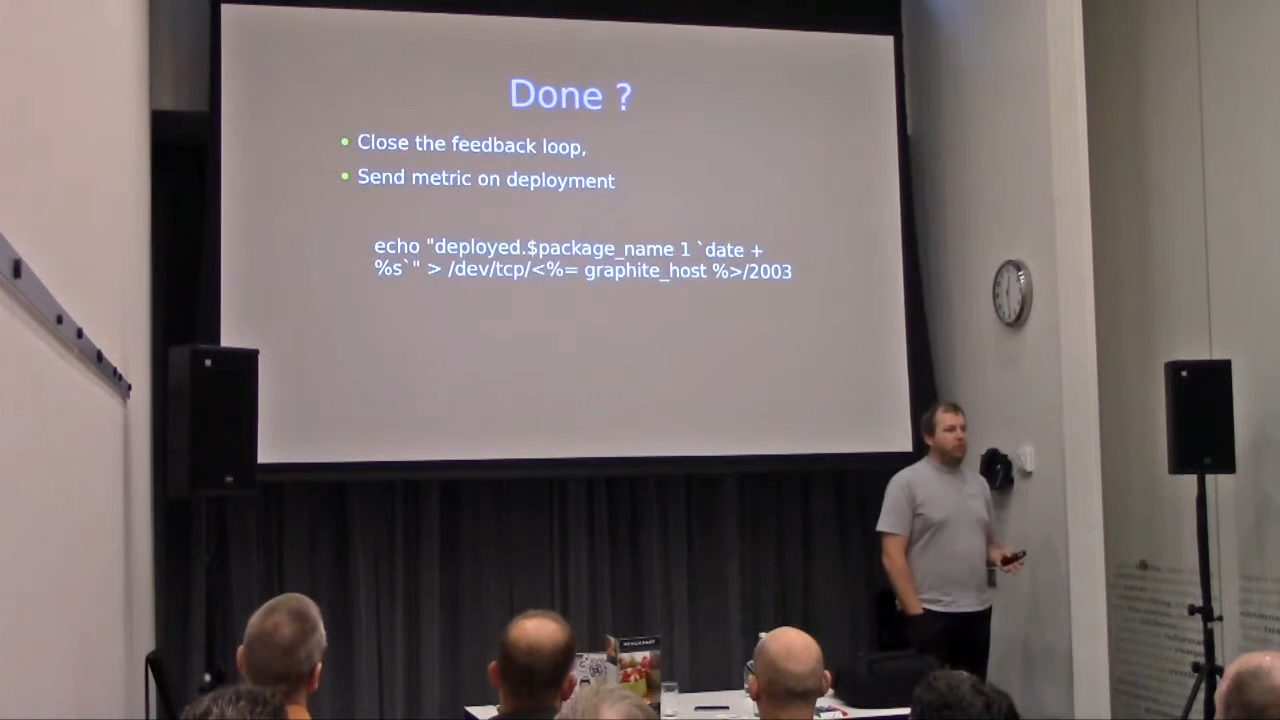 Done ?
Close the feedback loop,
Send metric on deployment
echo "deployed.$package_name 1 `date +
%s`" > /dev/tcp/<%= graphite_host %>/2003